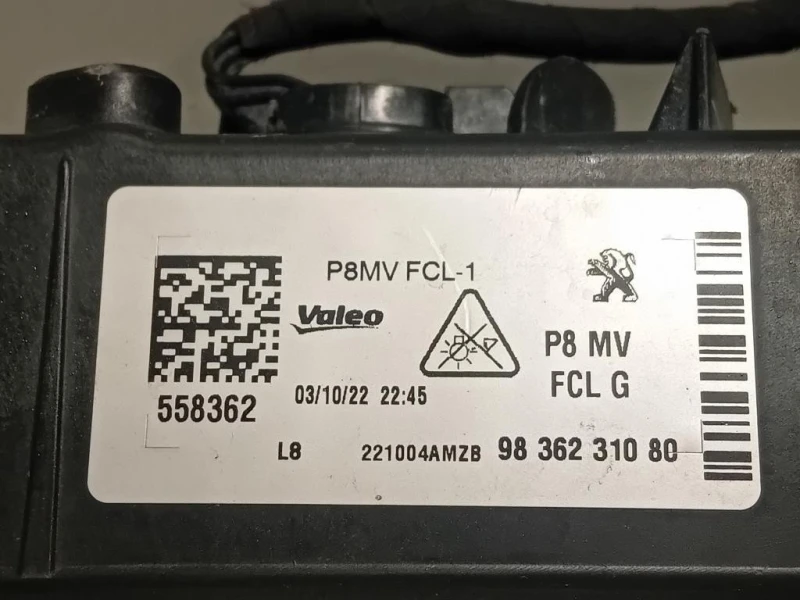 P8MV FCL-1
Valeo
P8 MV
FCL G
558362
03/10/22 22:45
L8
221004AMZB
98 362 310 80